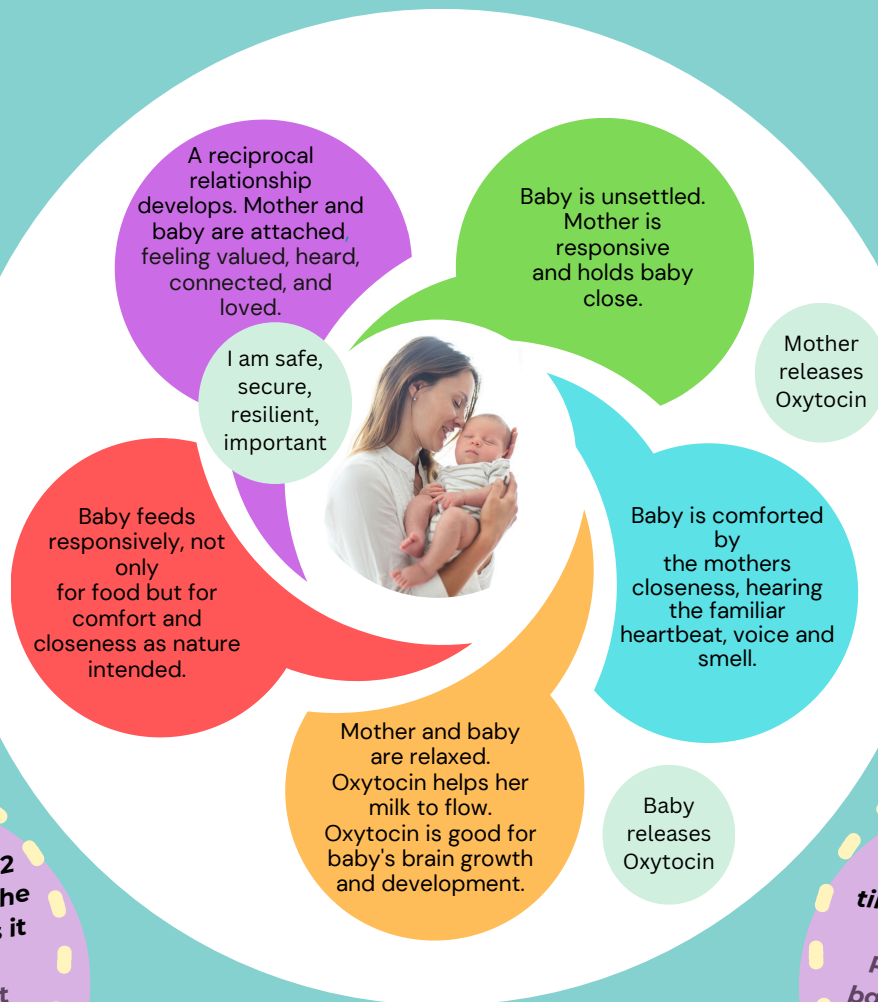 A reciprocal
relationship
develops. Mother and
baby are attached,
feeling valued, heard,
connected, and
loved.
Baby is unsettled.
Mother is
responsive
and holds baby
close.
Mother
releases
Oxytocin
I am safe,
secure,
resilient,
important
Baby feeds
responsively, not
only
for food but for
comfort and
closeness as nature
intended.
Baby is comforted
by
the mothers
closeness, hearing
the familiar
heartbeat, voice and
smell.
Mother and baby
are relaxed.
Oxytocin helps her
milk to flow.
Oxytocin is good for
baby's brain growth
and development.
Baby
releases
Oxytocin
2
it